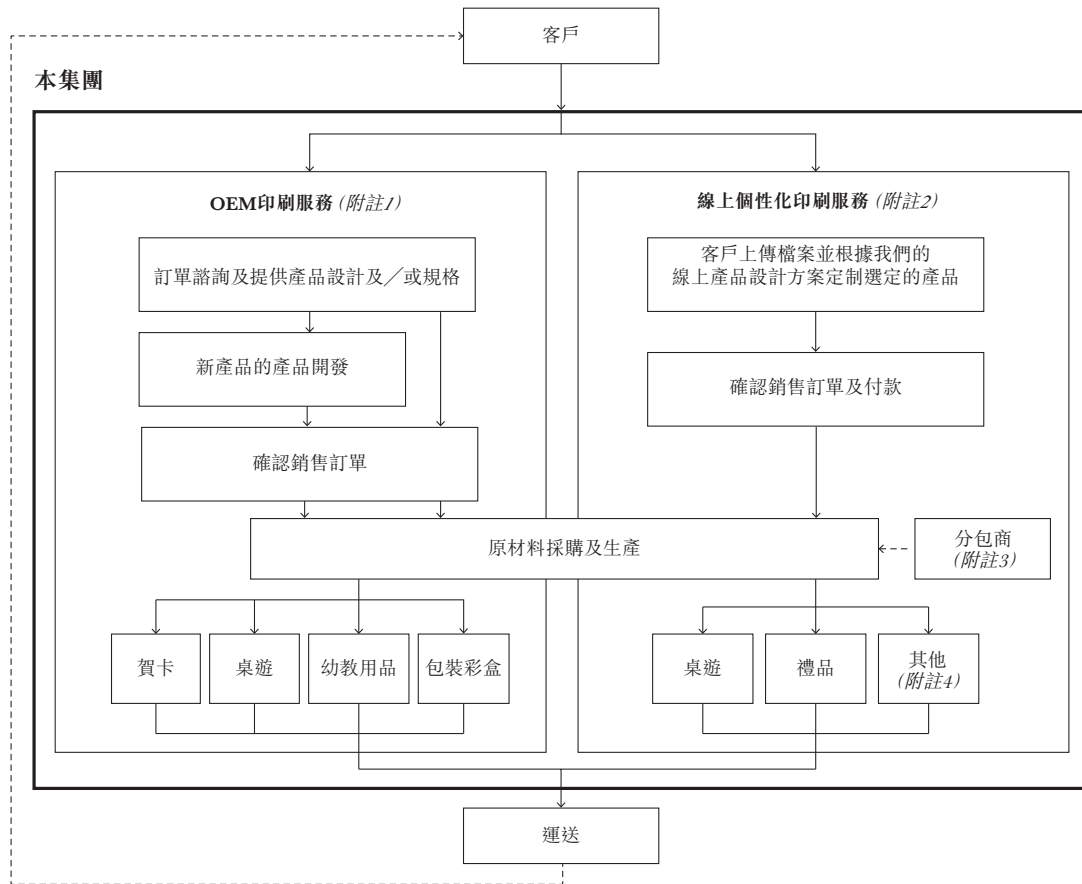 客戶
本集團
OEM印刷服務 (附註1)
訂單諮詢及提供產品設計及／或規格
新產品的產品開發
確認銷售訂單
線上個性化印刷服務 (附註2)
客戶上傳檔案並根據我們的
線上產品設計方案定制選定的產品
確認銷售訂單及付款
原材料採購及生產
分包商
(附註3)
賀卡
桌遊
幼教用品
包裝彩盒
桌遊
禮品
其他
(附註4)
運送